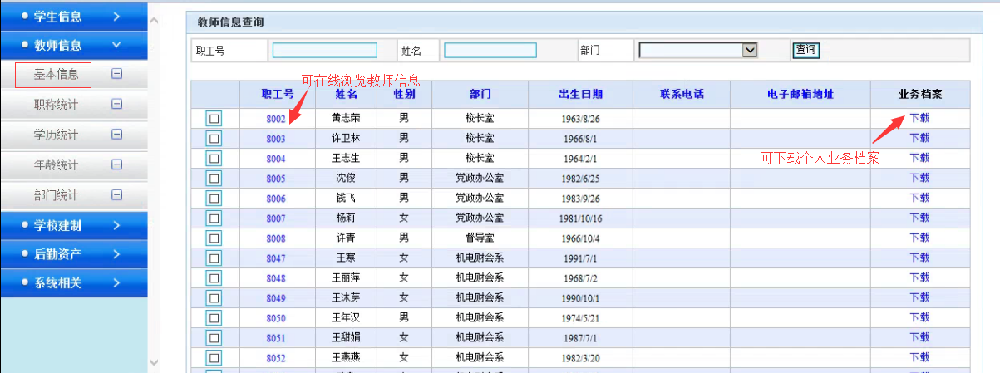 学生信息
教师信息
基本信息
职称统计
学历统计
年龄统计
部门统计
学校建制
后勤资产
系统相关
教师信息查询
职工号 姓名 部门 查询
可在线浏览教师信息
职工号 姓名 性别 部门 出生日期 联系电话 电子邮箱地址 业务档案
8002 黄志荣 男 校长室 1963/8/26 下载
8003 许卫林 男 校长室 1966/8/1 下载
可下载个人业务档案
8004 王志生 男 校长室 1964/2/1 下载
8005 沈俊 男 党政办公室 1982/6/25 下载
8006 钱飞 男 党政办公室 1983/9/26 下载
8007 杨莉 女 党政办公室 1981/10/16 下载
8008 许青 男 督导室 1966/10/4 下载
8047 王寒 女 机电财会系 1991/7/1 下载
8048 王丽萍 女 机电财会系 1968/7/2 下载
8049 王沐芽 女 机电财会系 1990/10/1 下载
8050 王年汉 男 机电财会系 1974/5/21 下载
8051 王甜娟 女 机电财会系 1987/7/1 下载
8052 王燕燕 女 机电财会系 1982/3/20 下载